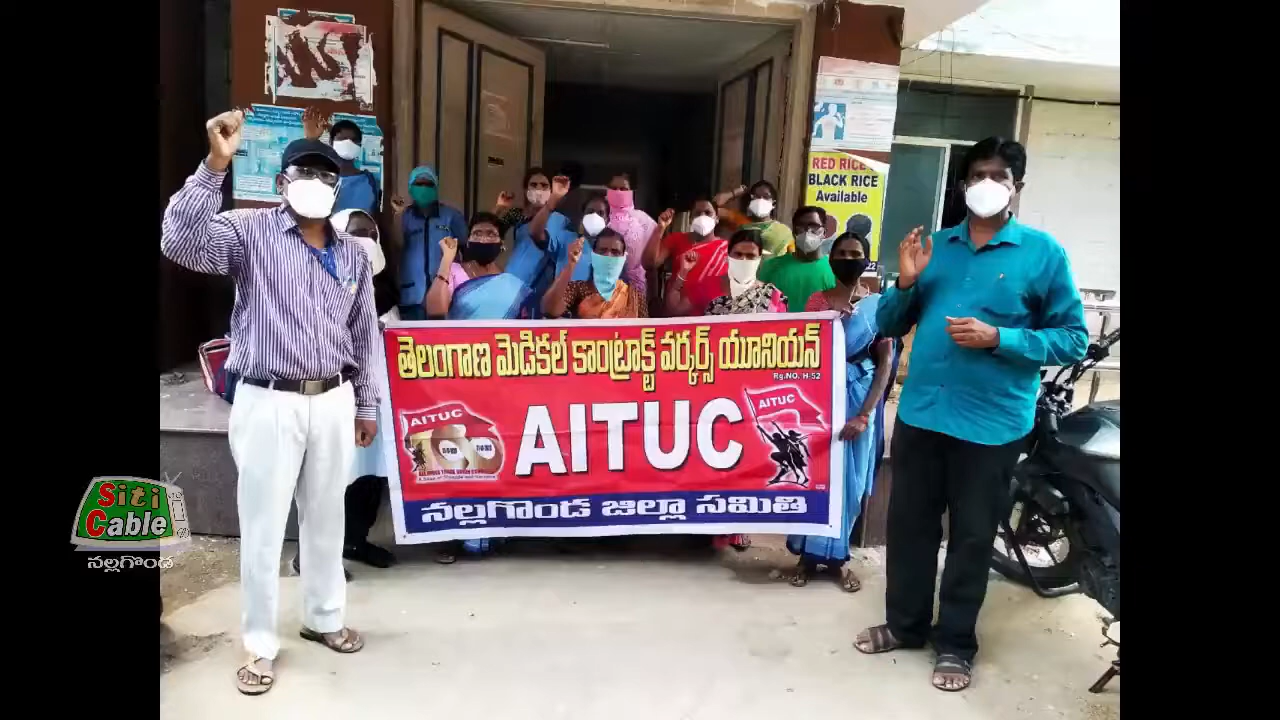 RED RICE
BLACK RICE
Available
తెలంగాణ మెడికల్ కాంట్రాక్ట్ వర్కర్స్ యూనియన్
Rg.NO. H-52
AITUC
AITUC
AITUC
నల్లగొండ జిల్లా సమితి
Siti
Cable
నల్లగొండ